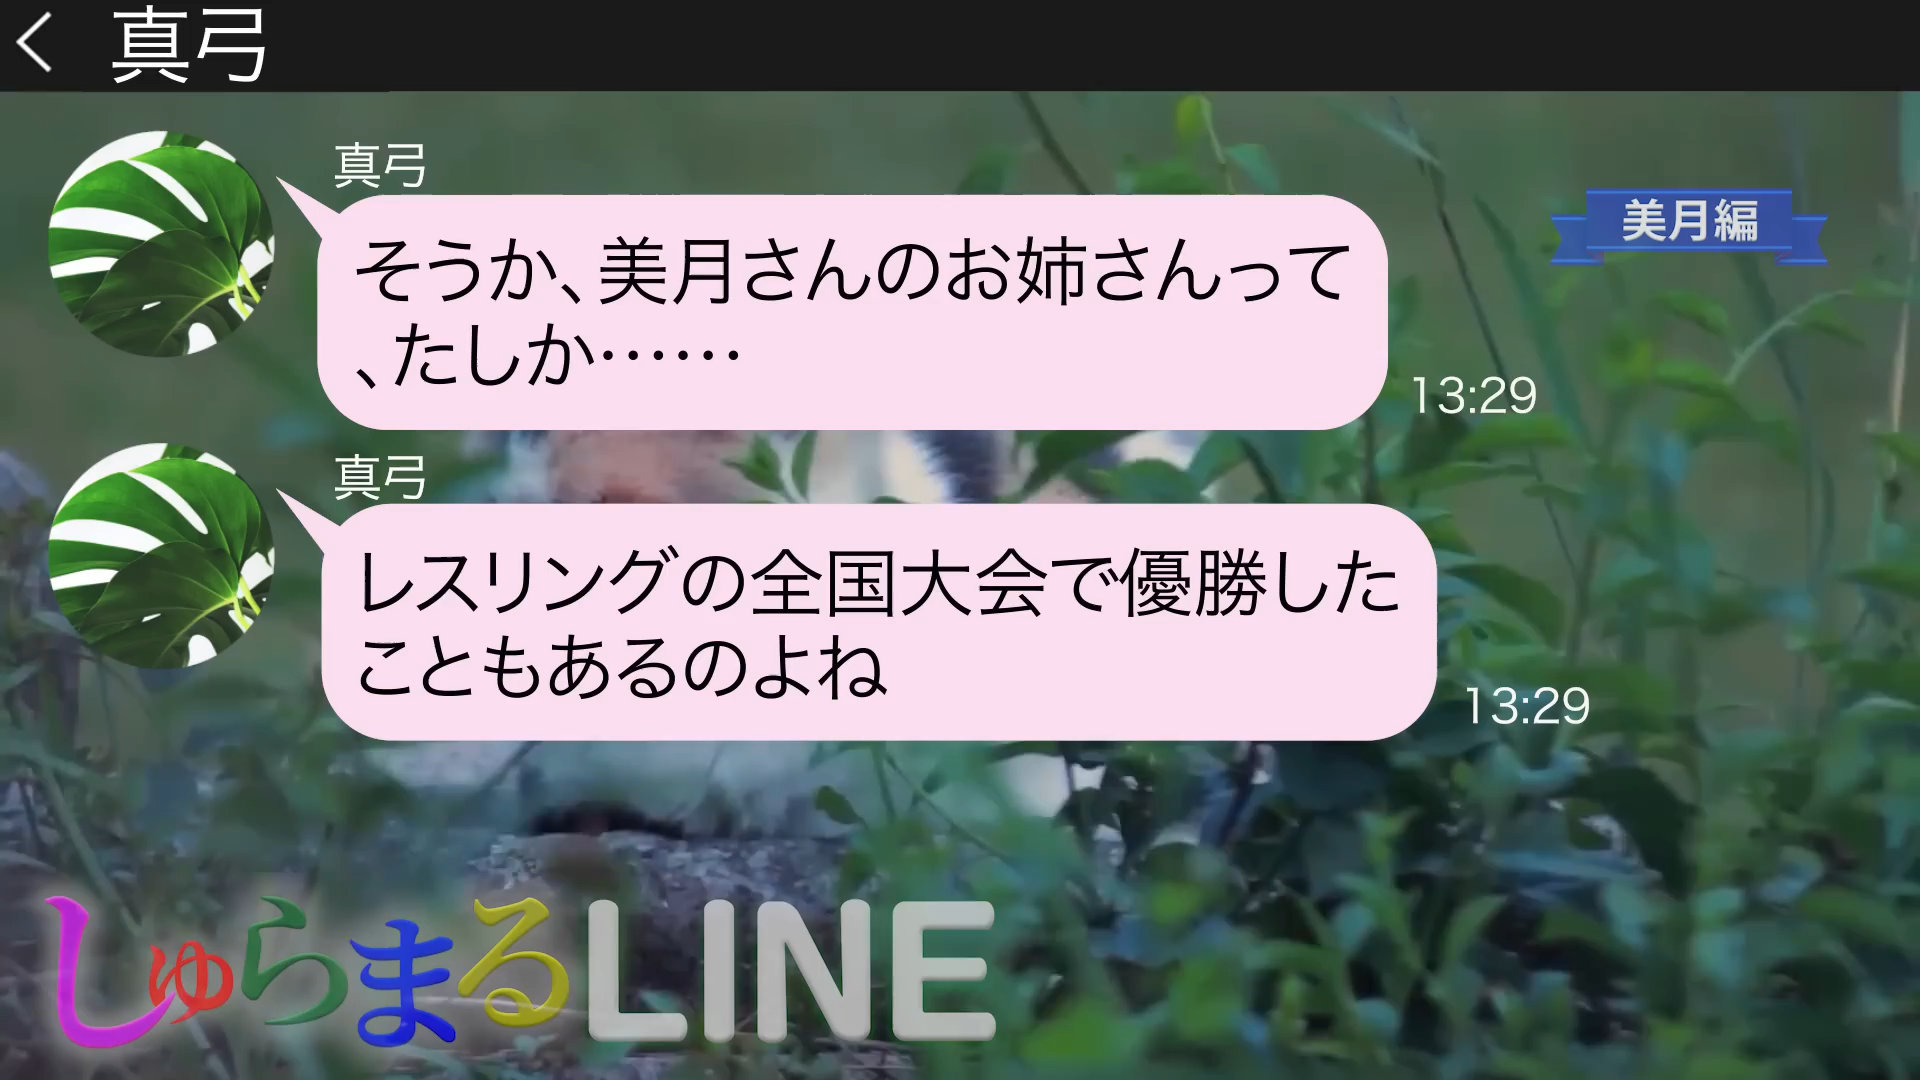 真弓
真弓
美月編
そうか、美月さんのお姉さんって
、たしか……
13:29
真弓
レスリングの全国大会で優勝した
こともあるのよね
13:29
しゅらまるLINE